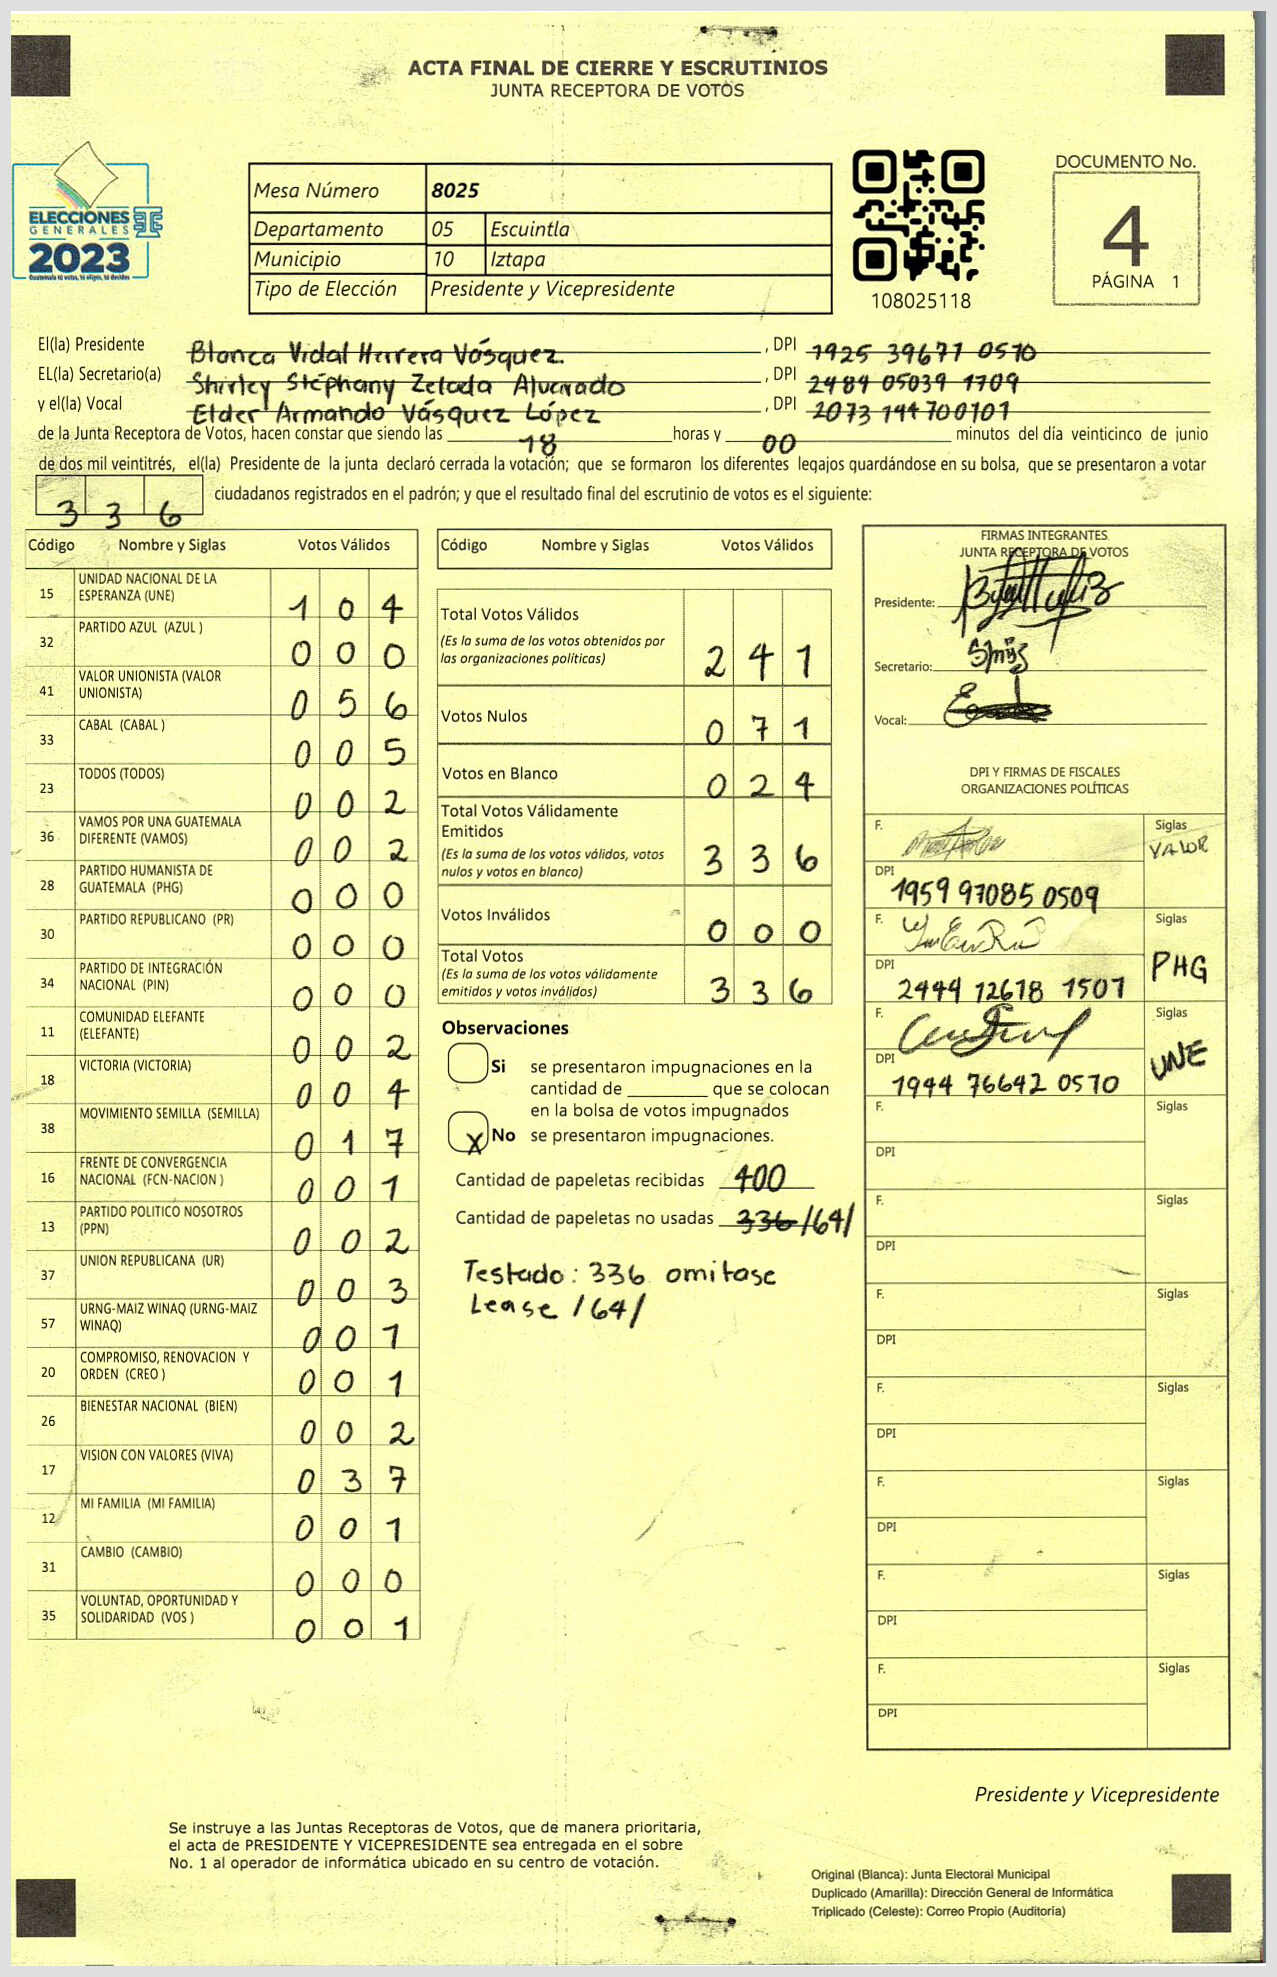 ACTA FINAL DE CIERRE Y ESCRUTINIOS
JUNTA RECEPTORA DE VOTOS
ELECCIONES
GENERALES
2023
Guatemala tú votas, tú eliges, tú decides
Mesa Número 8025
Departamento 05 Escuintla
Municipio 10 Iztapa
Tipo de Elección Presidente y Vicepresidente
108025118
DOCUMENTO No.
4
PÁGINA 1
El(la) Presidente Blanca Vidal Herrera Vásquez , DPI 1925 39671 0510
EL(la) Secretario(a) Shirley Stéphany Zelada Alvarado , DPI 2484 05039 1709
y el(la) Vocal Elder Armando Vásquez López , DPI 2073 144700101
de la Junta Receptora de Votos, hacen constar que siendo las 18 horas y 00 minutos del día veinticinco de junio
de dos mil veintitrés, el(la) Presidente de la junta declaró cerrada la votación; que se formaron los diferentes legajos guardándose en su bolsa, que se presentaron a votar
3 3 6 ciudadanos registrados en el padrón; y que el resultado final del escrutinio de votos es el siguiente:
Código Nombre y Siglas Votos Válidos
15 UNIDAD NACIONAL DE LA
ESPERANZA (UNE) 1 0 4
32 PARTIDO AZUL (AZUL ) 0 0 0
41 VALOR UNIONISTA (VALOR
UNIONISTA) 0 5 6
33 CABAL (CABAL ) 0 0 5
23 TODOS (TODOS) 0 0 2
36 VAMOS POR UNA GUATEMALA
DIFERENTE (VAMOS) 0 0 2
28 PARTIDO HUMANISTA DE
GUATEMALA (PHG) 0 0 0
30 PARTIDO REPUBLICANO (PR) 0 0 0
34 PARTIDO DE INTEGRACIÓN
NACIONAL (PIN) 0 0 0
11 COMUNIDAD ELEFANTE
(ELEFANTE) 0 0 2
18 VICTORIA (VICTORIA) 0 0 4
38 MOVIMIENTO SEMILLA (SEMILLA) 0 1 7
16 FRENTE DE CONVERGENCIA
NACIONAL (FCN-NACION ) 0 0 1
13 PARTIDO POLITICO NOSOTROS
(PPN) 0 0 2
37 UNION REPUBLICANA (UR) 0 0 3
57 URNG-MAIZ WINAQ (URNG-MAIZ
WINAQ) 0 0 1
20 COMPROMISO, RENOVACION Y
ORDEN (CREO ) 0 0 1
26 BIENESTAR NACIONAL (BIEN) 0 0 2
17 VISION CON VALORES (VIVA) 0 3 7
12 MI FAMILIA (MI FAMILIA) 0 0 1
31 CAMBIO (CAMBIO) 0 0 0
35 VOLUNTAD, OPORTUNIDAD Y
SOLIDARIDAD (VOS ) 0 0 1
Código Nombre y Siglas Votos Válidos
Total Votos Válidos
(Es la suma de los votos obtenidos por
las organizaciones políticas) 2 4 1
Votos Nulos 0 7 1
Votos en Blanco 0 2 4
Total Votos Válidamente
Emitidos
(Es la suma de los votos válidos, votos
nulos y votos en blanco) 3 3 6
Votos Inválidos 0 0 0
Total Votos
(Es la suma de los votos válidamente
emitidos y votos inválidos) 3 3 6
Observaciones
Si se presentaron impugnaciones en la
cantidad de ________ que se colocan
en la bolsa de votos impugnados
X No se presentaron impugnaciones.
Cantidad de papeletas recibidas 400
Cantidad de papeletas no usadas 336 /64/
Testado: 336 omitase
Lease /64/
FIRMAS INTEGRANTES
JUNTA RECEPTORA DE VOTOS
Presidente:
Secretario:
Vocal:
DPI Y FIRMAS DE FISCALES
ORGANIZACIONES POLÍTICAS
F. Siglas
VALOR
DPI
1959 97085 0509
F. Siglas
PHG
DPI
2444 12618 1507
F. Siglas
UNE
DPI
1944 76642 0510
F. Siglas
DPI
F. Siglas
DPI
F. Siglas
DPI
F. Siglas
DPI
F. Siglas
DPI
F. Siglas
DPI
F. Siglas
DPI
Presidente y Vicepresidente
Se instruye a las Juntas Receptoras de Votos, que de manera prioritaria,
el acta de PRESIDENTE Y VICEPRESIDENTE sea entregada en el sobre
No. 1 al operador de informática ubicado en su centro de votación.
Original (Blanca): Junta Electoral Municipal
Duplicado (Amarilla): Dirección General de Informática
Triplicado (Celeste): Correo Propio (Auditoría)